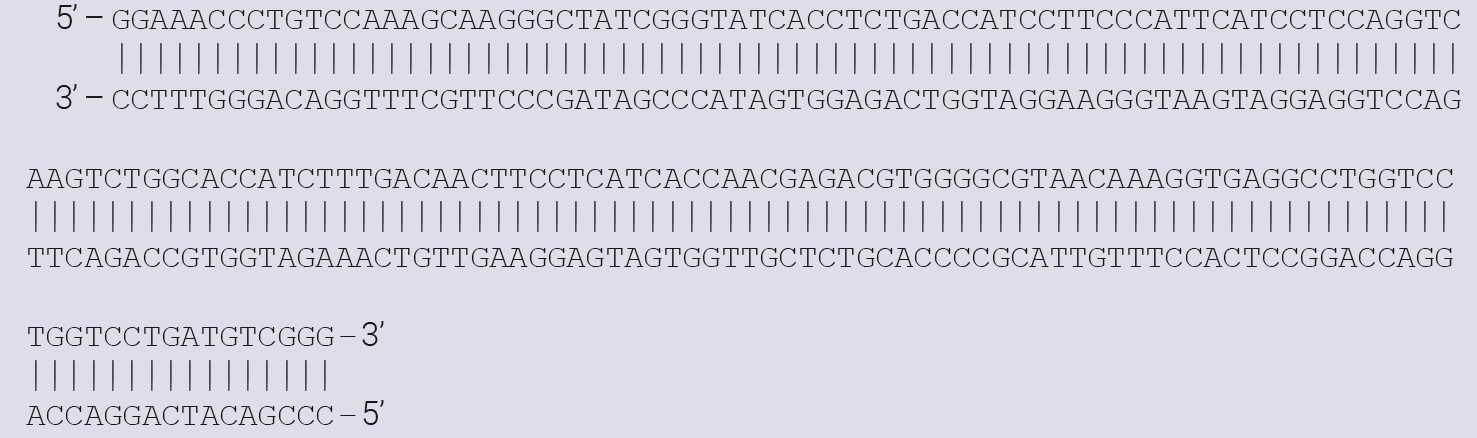 5’ – GGAAACCCTGTCCAAAGCAAGGGCTATCGGGTATCACCTCTGACCATCCTTCCCATTCATCCTCCAGGTC
3’ – CCTTTGGGACAGGTTTCGTTCCCGATAGCCCATAGTGGAGACTGGTAGGAAGGGTAAGTAGGAGGTCCAG
AAGTCTGGCACCATCTTTGACAACTTCCTCATCACCAACGAGACGTGGGGCGTAACAAAGGTGAGGCCTGGTCC
TTCAGACCGTGGTAGAAACTGTTGAAGGAGTAGTGGTTGCTCTGCACCCCGCATTGTTTCCACTCCGGACCAGG
TGGTCCTGATGTCGGG – 3’
ACCAGGACTACAGCCC – 5’